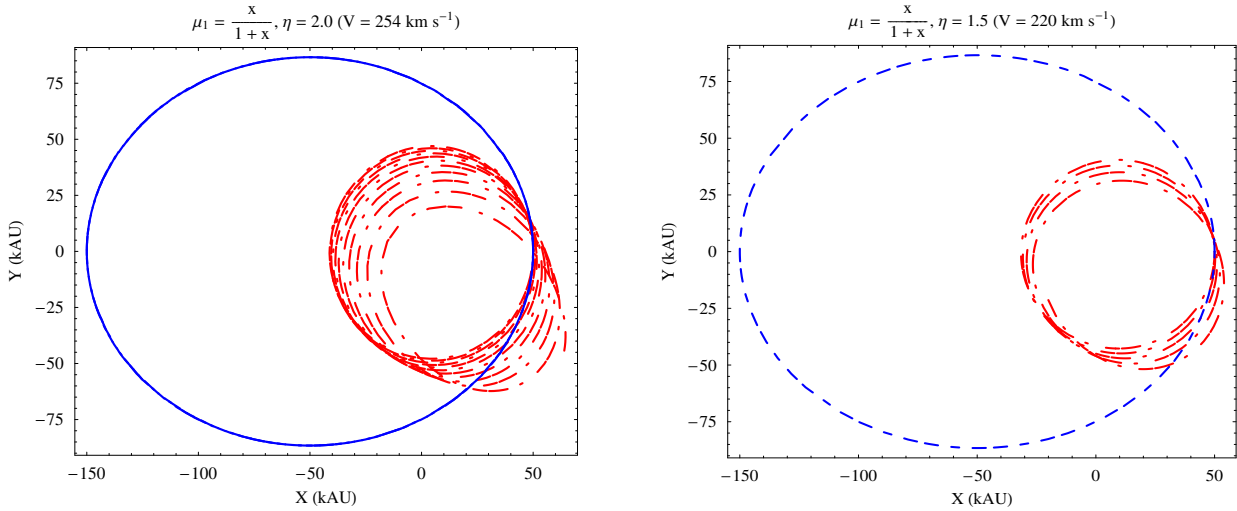 μ₁ = x / (1 + x), η = 2.0 (V = 254 km s⁻¹)
75
50
25
0
−25
−50
−75
Y (kAU)
−150 −100 −50 0 50
X (kAU)
μ₁ = x / (1 + x), η = 1.5 (V = 220 km s⁻¹)
75
50
25
0
−25
−50
−75
Y (kAU)
−150 −100 −50 0 50
X (kAU)